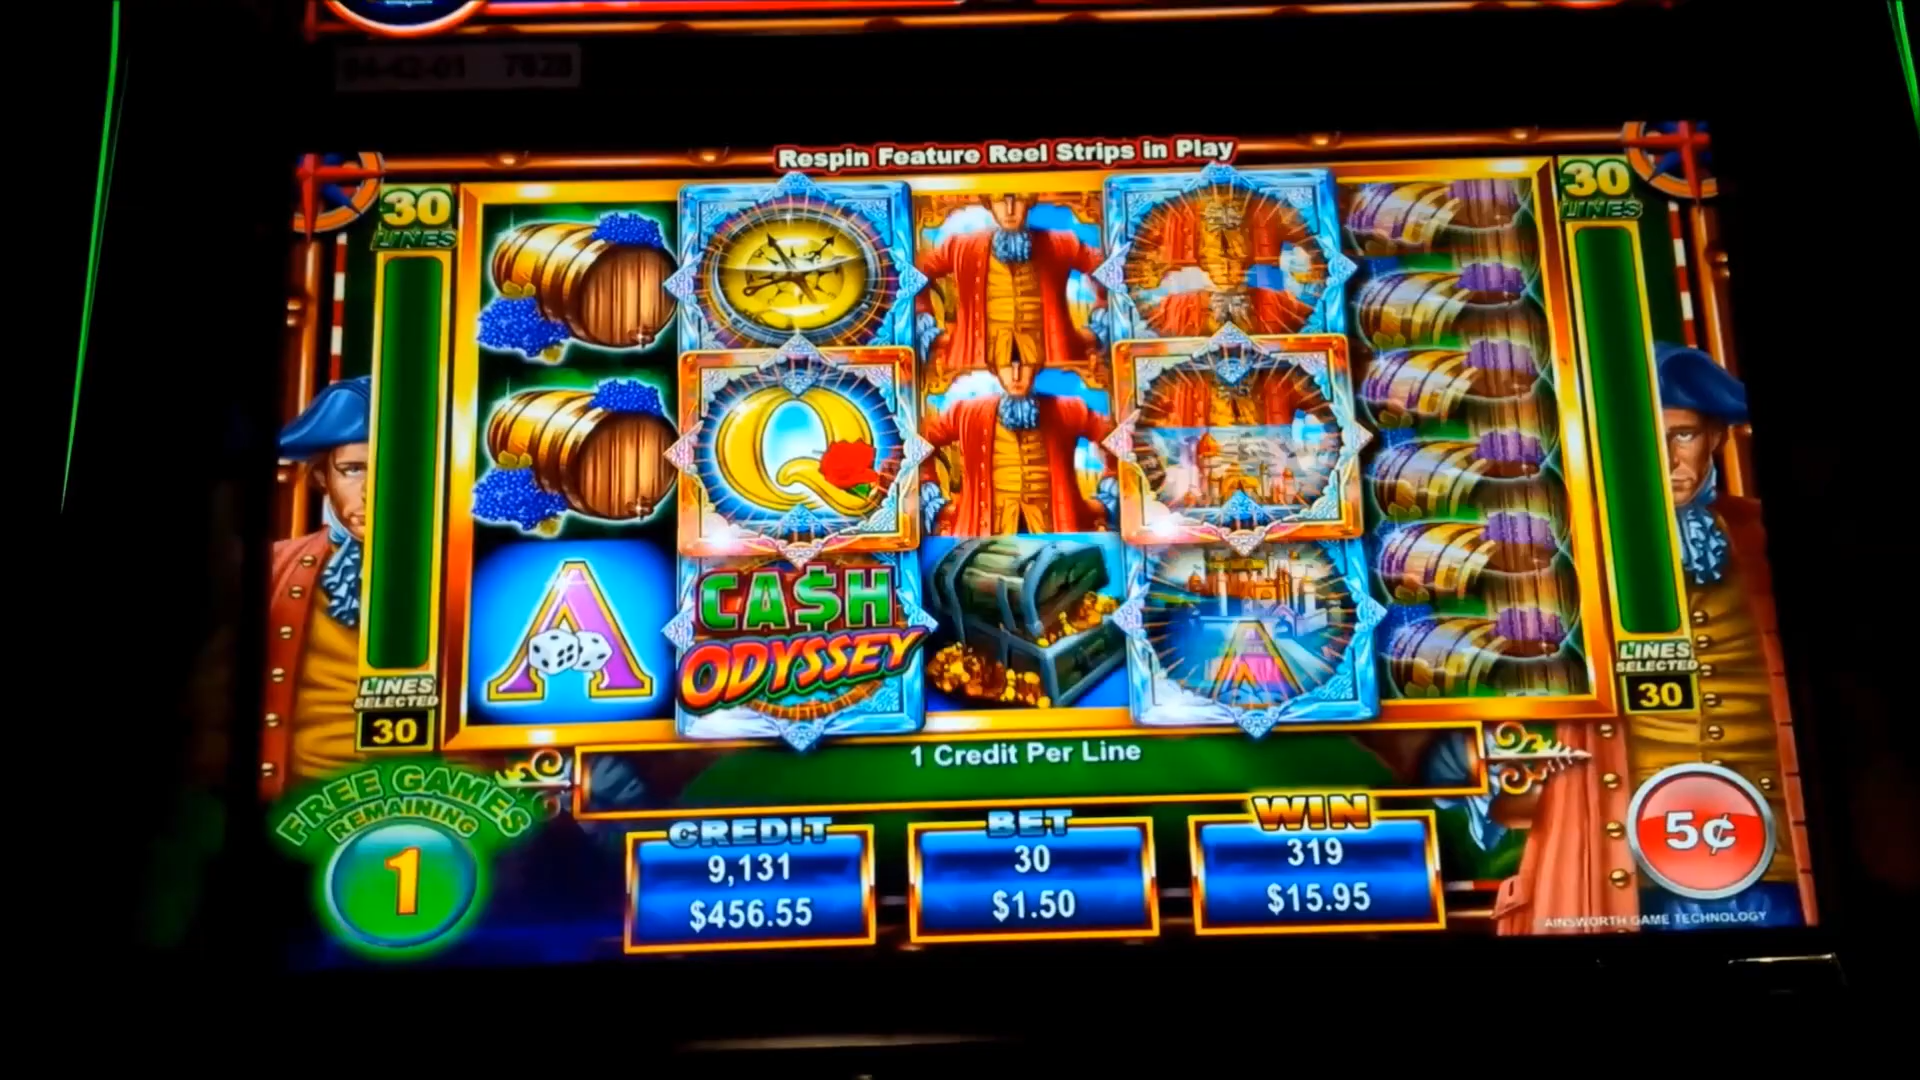 Respin Feature Reel Strips in Play
30
LINES
30
LINES
Q
CA$H
ODYSSEY
A
LINES
SELECTED
30
LINES
SELECTED
30
1 Credit Per Line
FREE GAMES
REMAINING
1
CREDIT
9,131
$456.55
BET
30
$1.50
WIN
319
$15.95
5¢
AINSWORTH GAME TECHNOLOGY